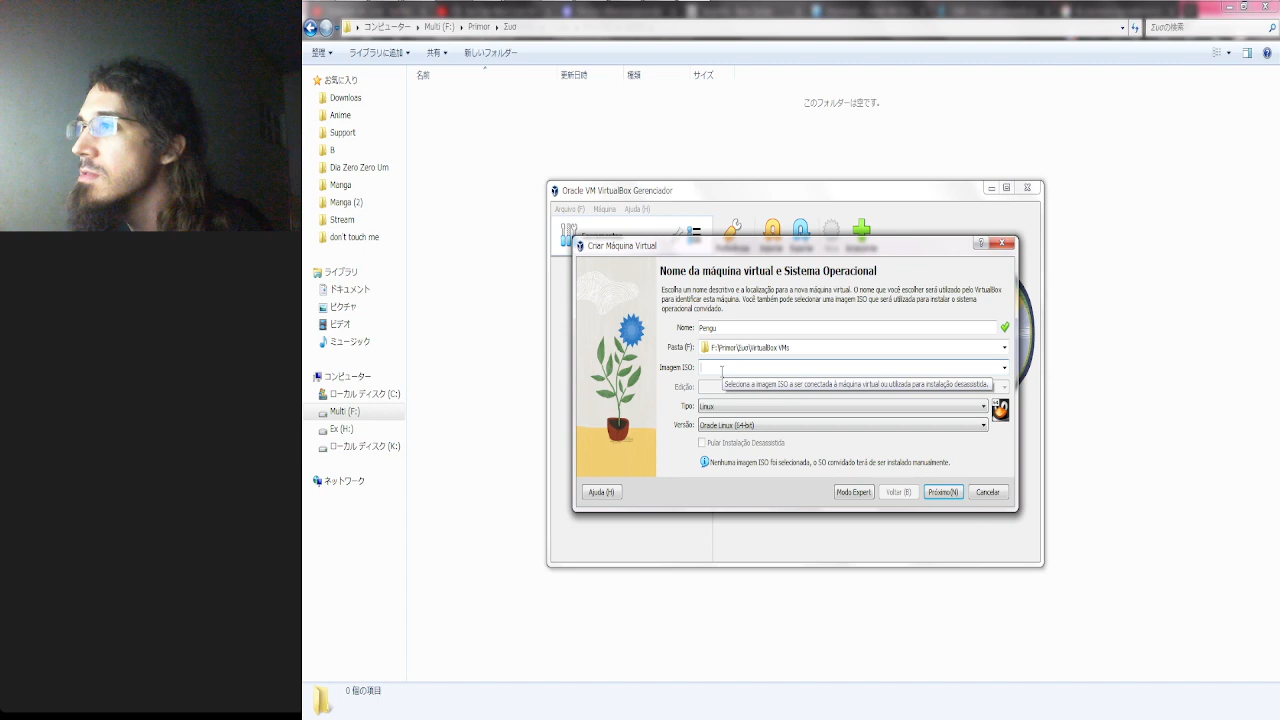 コンピューター
Multi (F:)
Primor
Συσ
Συσの検索
整理
ライブラリに追加
共有
新しいフォルダー
お気に入り
Downloas
Anime
Support
B
Dia Zero Zero Um
Manga
Manga (2)
Stream
don't touch me
ライブラリ
ドキュメント
ピクチャ
ビデオ
ミュージック
コンピューター
ローカル ディスク (C:)
Multi (F:)
Ex (H:)
ローカル ディスク (K:)
ネットワーク
名前
更新日時
種類
サイズ
このフォルダーは空です。
Oracle VM VirtualBox Gerenciador
Arquivo (F)
Máquina
Ajuda (H)
Criar Máquina Virtual
Nome da máquina virtual e Sistema Operacional
Escolha um nome descritivo e a localização para a nova máquina virtual. O nome que você escolher será utilizado pelo VirtualBox
para identificar esta máquina. Você também pode selecionar uma imagem ISO que será utilizada para instalar o sistema
operacional convidado.
Nome: Pengu
Pasta (F): F:\Primor\Συσ\VirtualBox VMs
Imagem ISO:
Seleciona a imagem ISO a ser conectada à máquina virtual ou utilizada para instalação desassistida.
Edição:
Tipo: Linux
Versão: Oracle Linux (64-bit)
Pular Instalação Desassistida
Nenhuma imagem ISO foi selecionada, o SO convidado terá de ser instalado manualmente.
Ajuda (H)
Modo Expert
Voltar (B)
Próximo(N)
Cancelar
0 個の項目